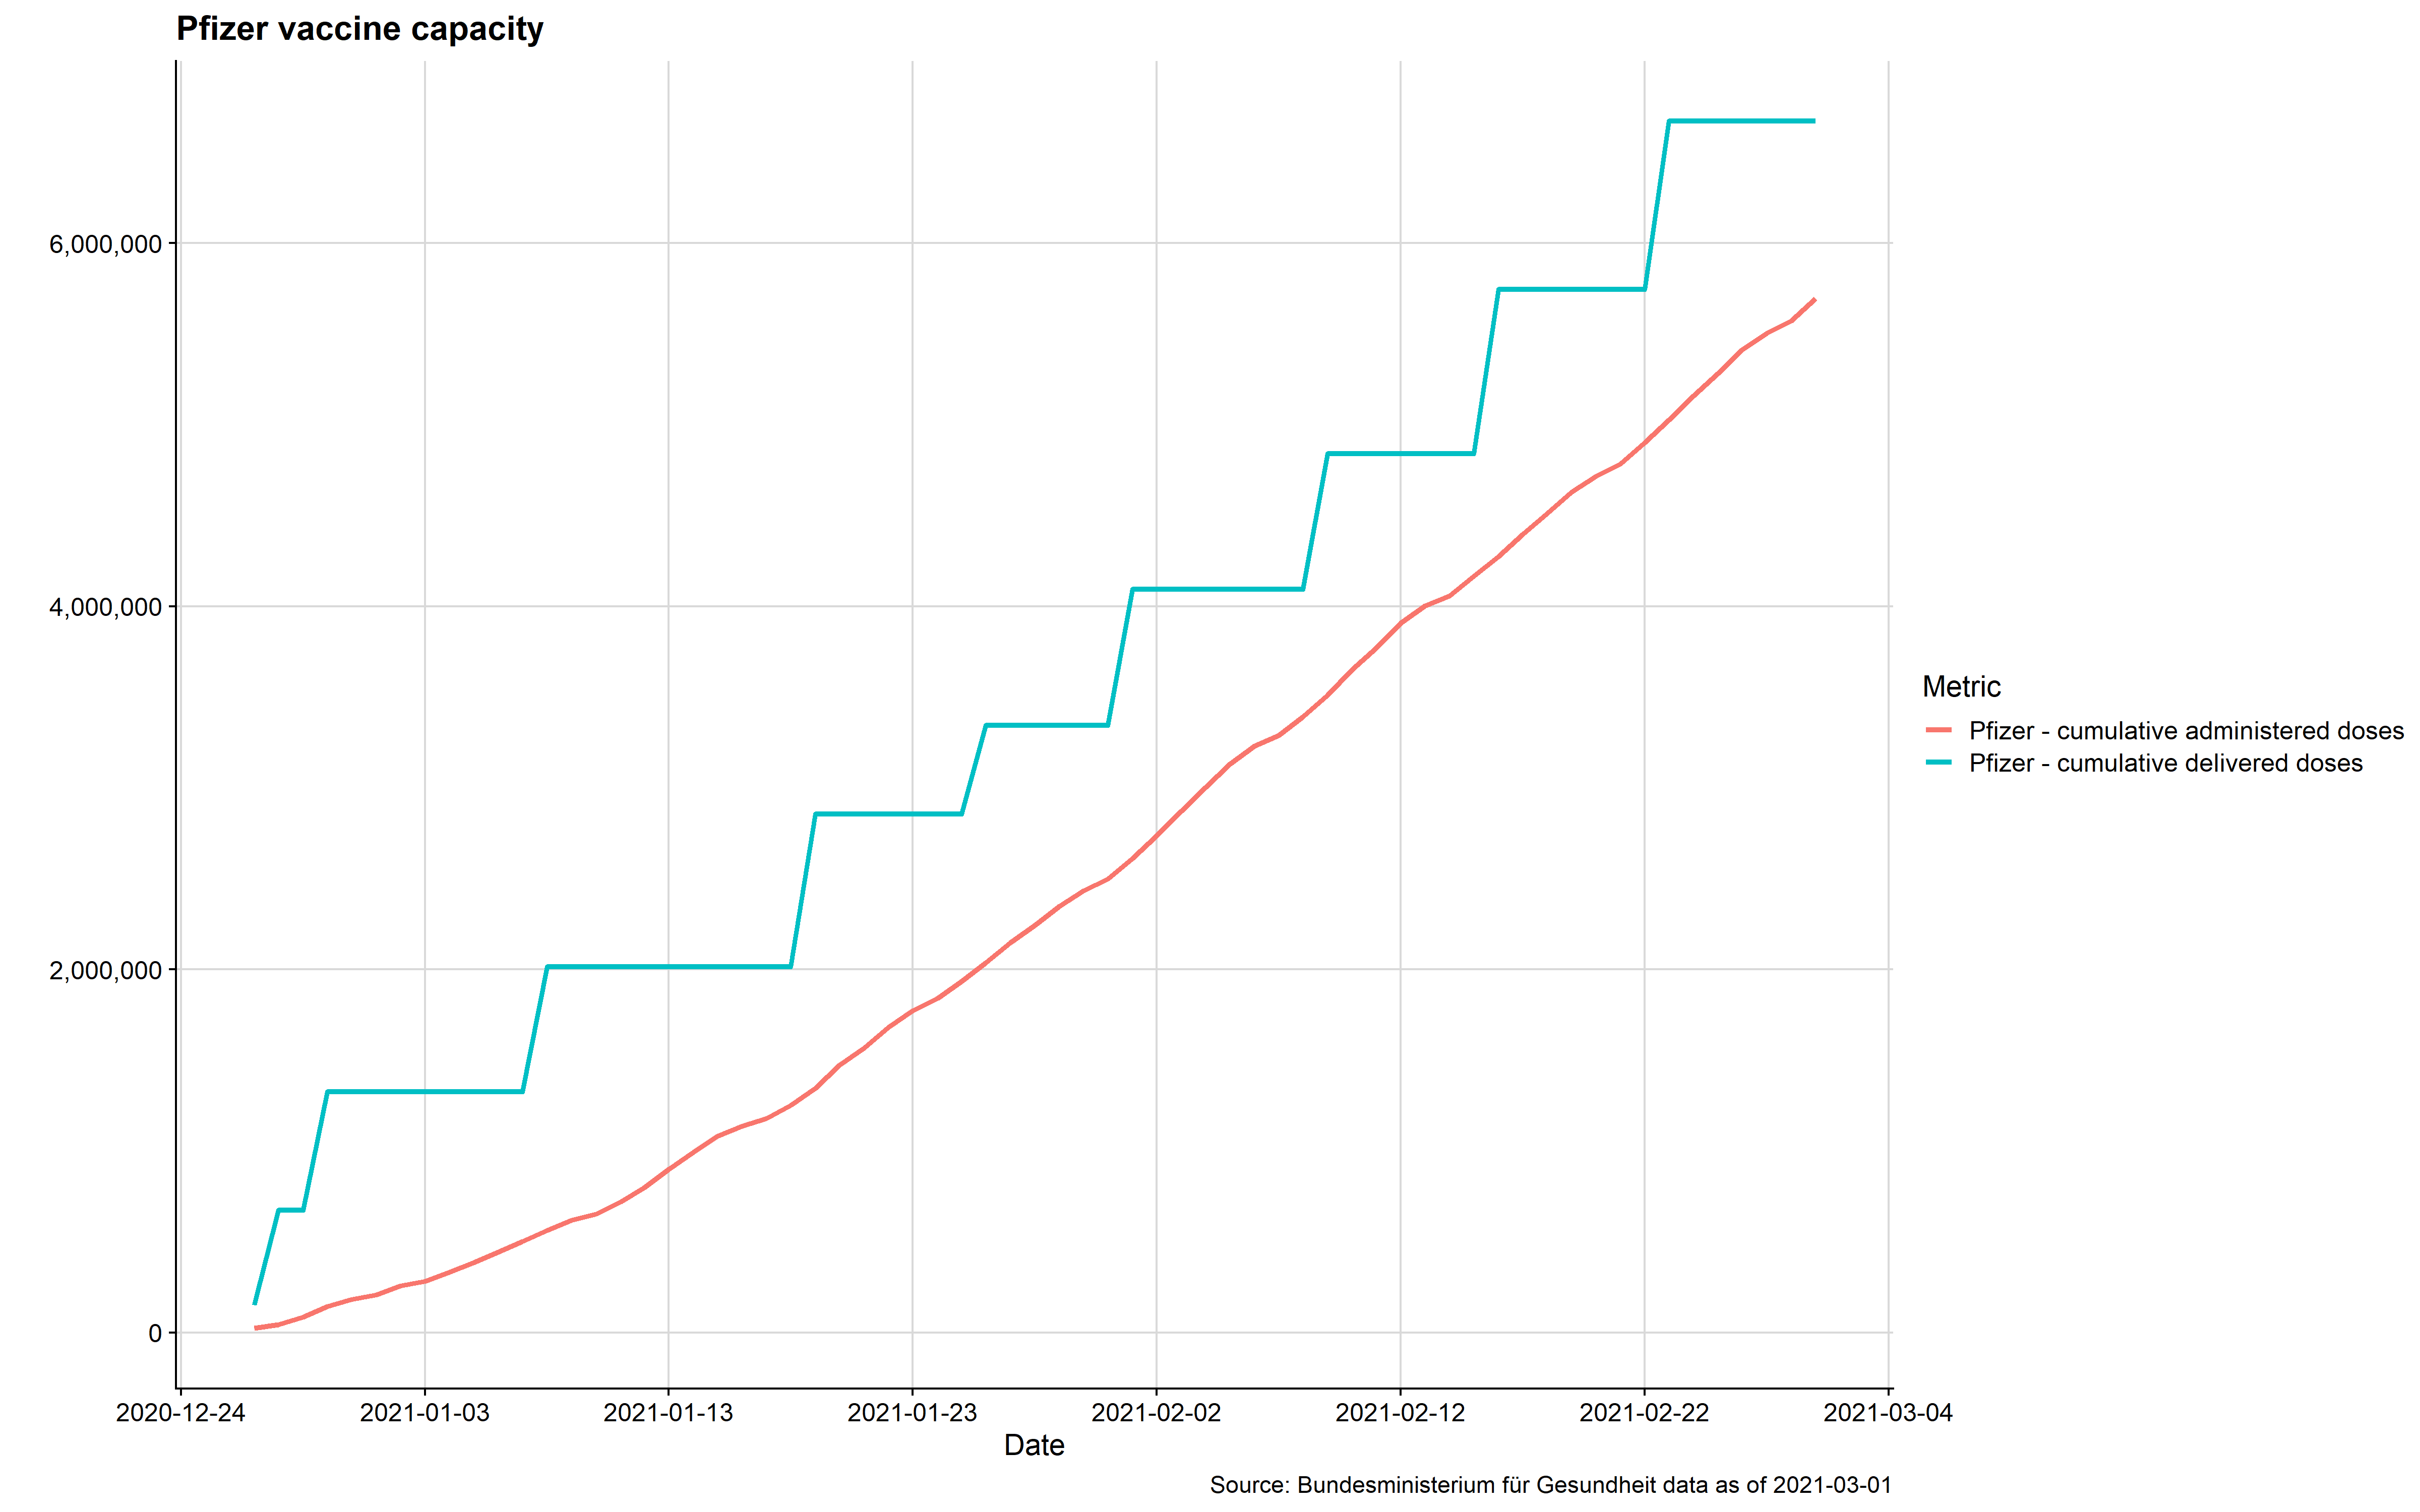 Pfizer vaccine capacity
6,000,000
4,000,000
2,000,000
0
2020-12-24 2021-01-03 2021-01-13 2021-01-23 2021-02-02 2021-02-12 2021-02-22 2021-03-04
Date
Metric
Pfizer - cumulative administered doses
Pfizer - cumulative delivered doses
Source: Bundesministerium für Gesundheit data as of 2021-03-01